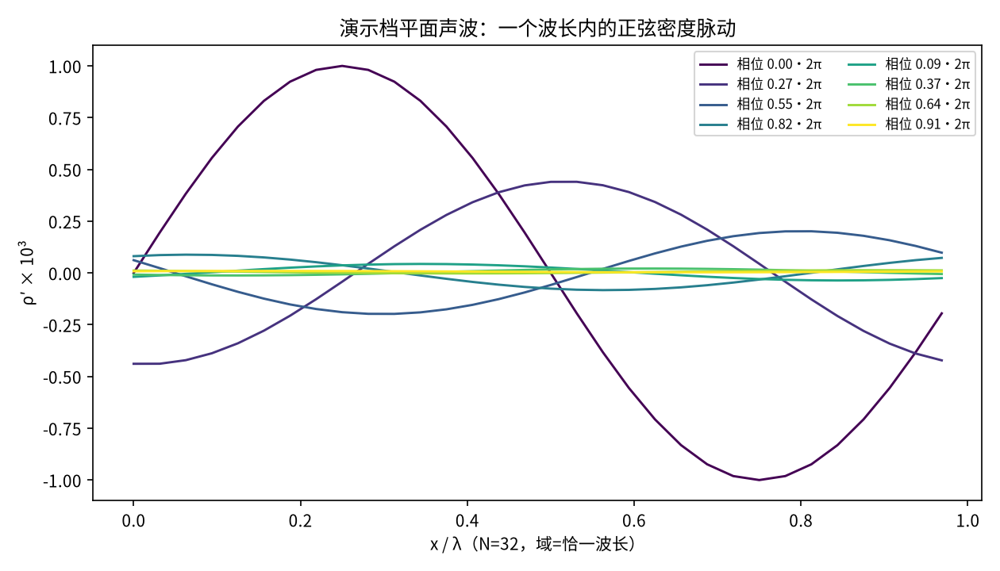 演示档平面声波：一个波长内的正弦密度脉动
相位 0.00・2π
相位 0.27・2π
相位 0.55・2π
相位 0.82・2π
相位 0.09・2π
相位 0.37・2π
相位 0.64・2π
相位 0.91・2π
ρ′ × 10³
1.00
0.75
0.50
0.25
0.00
-0.25
-0.50
-0.75
-1.00
0.0
0.2
0.4
0.6
0.8
1.0
x / λ（N=32，域=恰一波长）